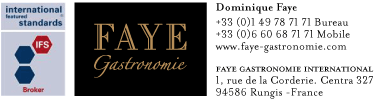 international
featured
standards
IFS
Broker
FAYE
Gastronomie
Dominique Faye
+33 (0)1 49 78 71 71 Bureau
+33 (0)6 60 68 71 71 Mobile
www.faye-gastronomie.com
FAYE GASTRONOMIE INTERNATIONAL
1, rue de la Corderie. Centra 327
94586 Rungis -France